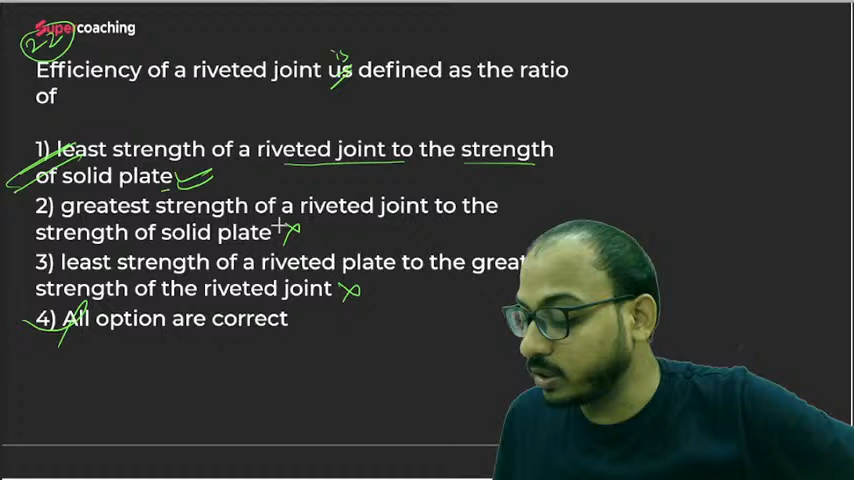 Supercoaching
22
is
Efficiency of a riveted joint us defined as the ratio
of
1) least strength of a riveted joint to the strength
of solid plate
2) greatest strength of a riveted joint to the
strength of solid plate
3) least strength of a riveted plate to the great
strength of the riveted joint
4) All option are correct